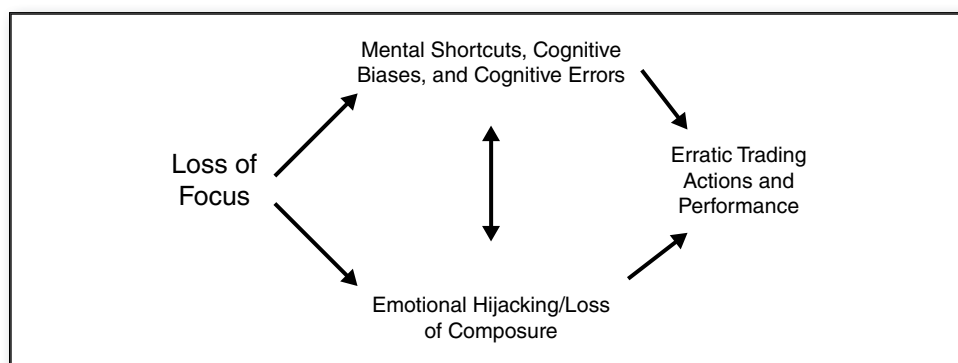 Mental Shortcuts, Cognitive
Biases, and Cognitive Errors
Loss of
Focus
Erratic Trading
Actions and
Performance
Emotional Hijacking/Loss
of Composure